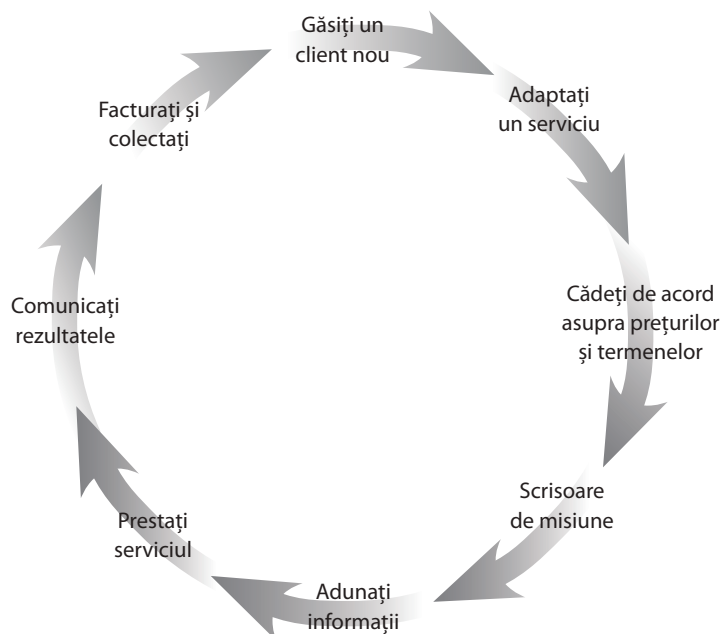 Găsiți un
client nou
Adaptați
un serviciu
Cădeți de acord
asupra prețurilor
și termenelor
Scrisoare
de misiune
Adunați
informații
Prestați
serviciul
Comunicați
rezultatele
Facturați și
colectați